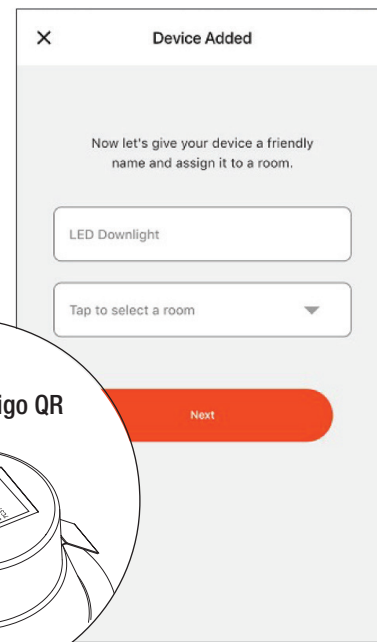 Device Added
Now let's give your device a friendly
name and assign it to a room.
LED Downlight
Tap to select a room
Next
igo QR